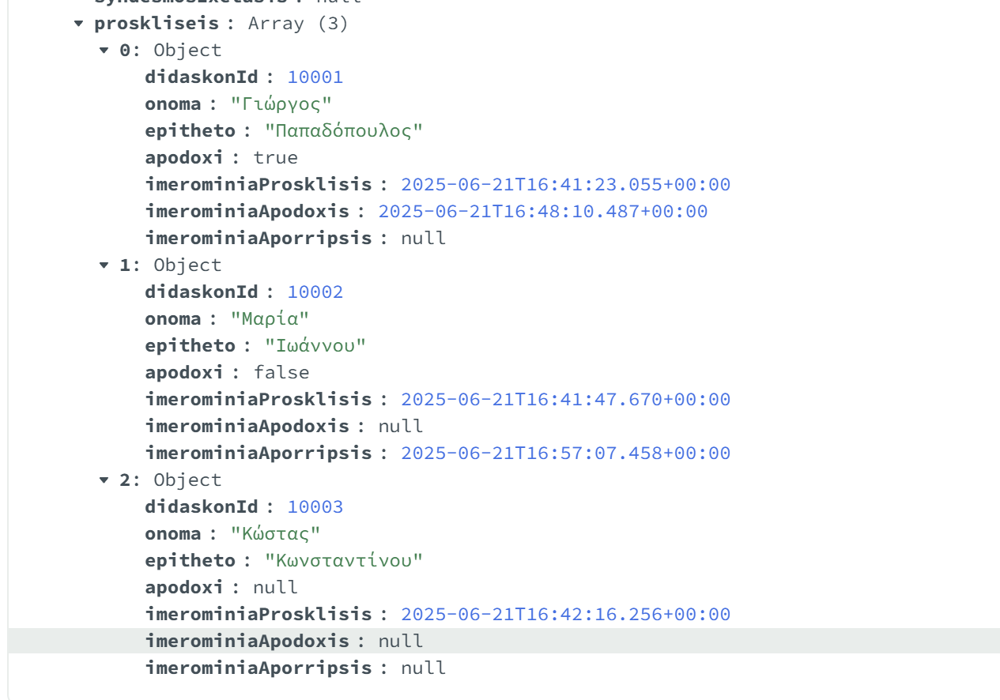 syndesmosExetasis : null
proskliseis : Array (3)
0: Object
didaskonId : 10001
onoma : "Γιώργος"
epitheto : "Παπαδόπουλος"
apodoxi : true
imerominiaProsklisis : 2025-06-21T16:41:23.055+00:00
imerominiaApodoxis : 2025-06-21T16:48:10.487+00:00
imerominiaAporripsis : null
1: Object
didaskonId : 10002
onoma : "Μαρία"
epitheto : "Ιωάννου"
apodoxi : false
imerominiaProsklisis : 2025-06-21T16:41:47.670+00:00
imerominiaApodoxis : null
imerominiaAporripsis : 2025-06-21T16:57:07.458+00:00
2: Object
didaskonId : 10003
onoma : "Κώστας"
epitheto : "Κωνσταντίνου"
apodoxi : null
imerominiaProsklisis : 2025-06-21T16:42:16.256+00:00
imerominiaApodoxis : null
imerominiaAporripsis : null